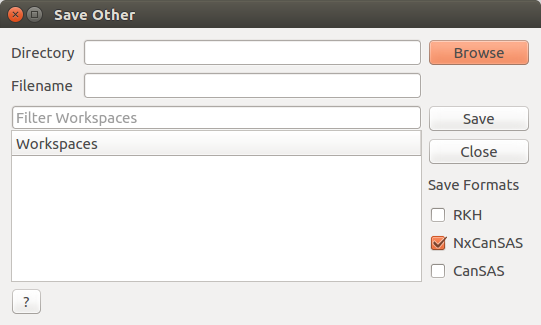 Save Other
Directory
Browse
Filename
Filter Workspaces
Save
Workspaces
Close
Save Formats
RKH
NxCanSAS
CanSAS
?